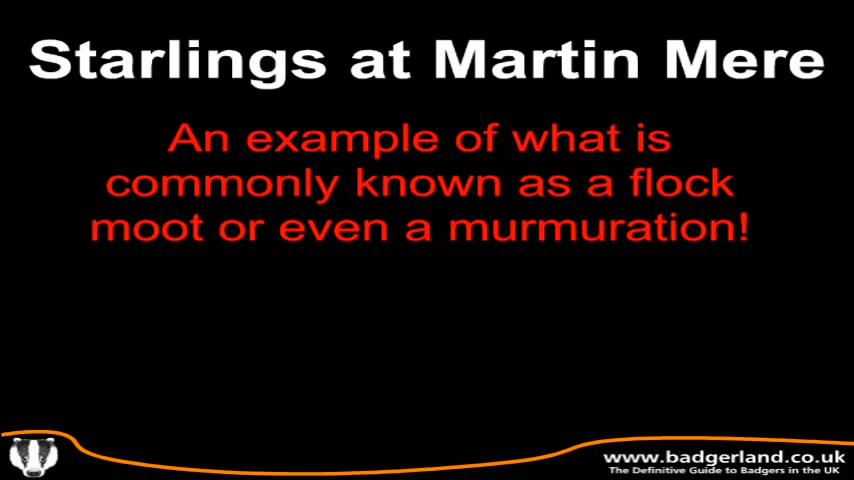 Starlings at Martin Mere
An example of what is
commonly known as a flock
moot or even a murmuration!
www.badgerland.co.uk
The Definitive Guide to Badgers in the UK